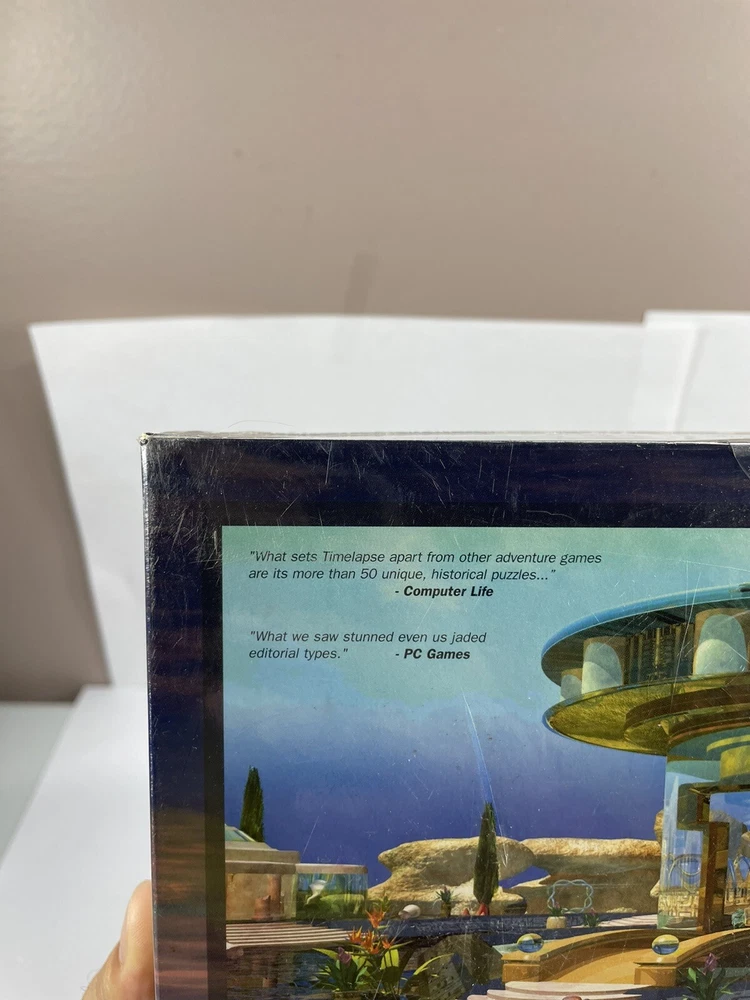 "What sets Timelapse apart from other adventure games
are its more than 50 unique, historical puzzles..."
- Computer Life
"What we saw stunned even us jaded
editorial types." - PC Games